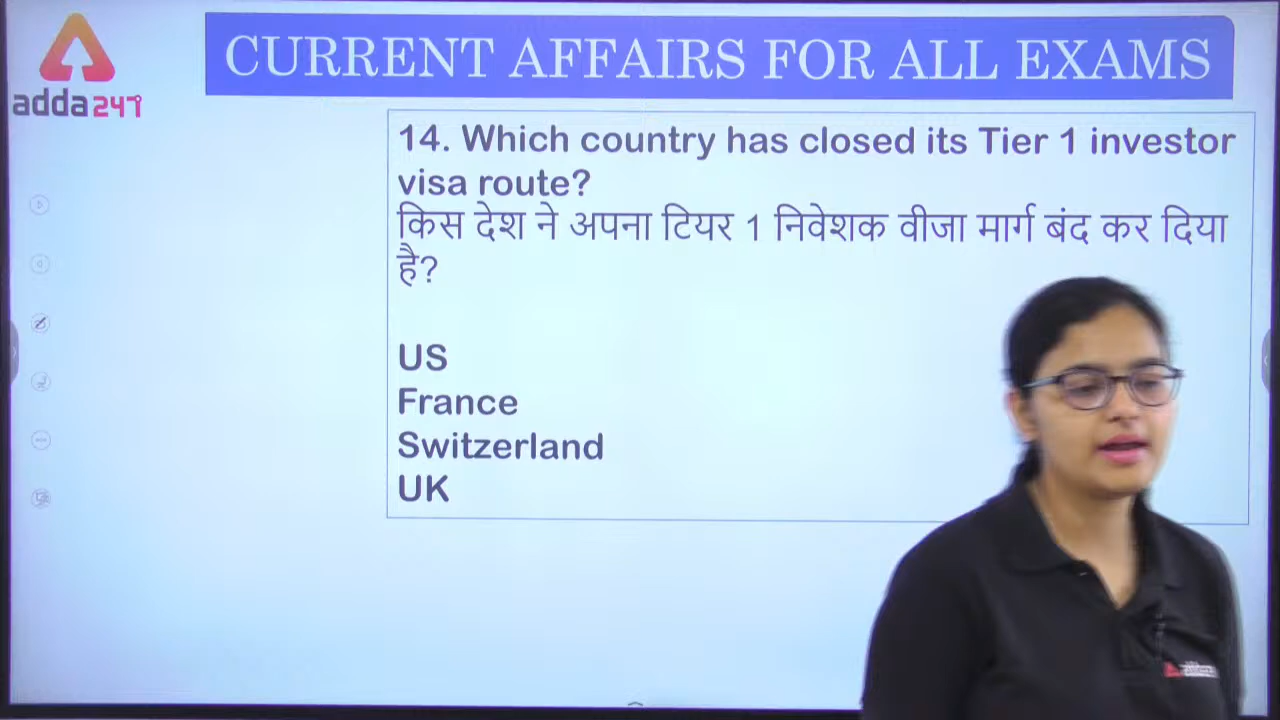 CURRENT AFFAIRS FOR ALL EXAMS
adda247
14. Which country has closed its Tier 1 investor
visa route?
किस देश ने अपना टियर 1 निवेशक वीजा मार्ग बंद कर दिया
है?
US
France
Switzerland
UK